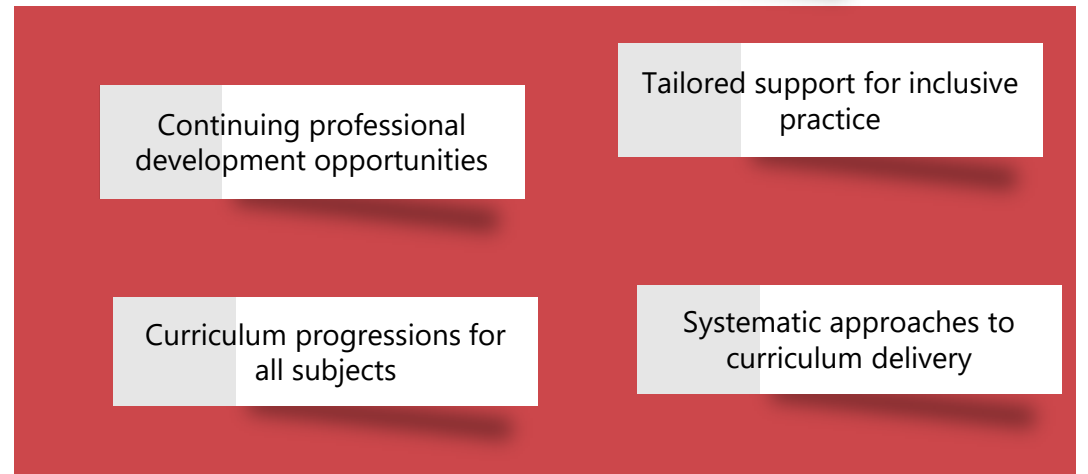 Continuing professional
development opportunities
Tailored support for inclusive
practice
Curriculum progressions for
all subjects
Systematic approaches to
curriculum delivery